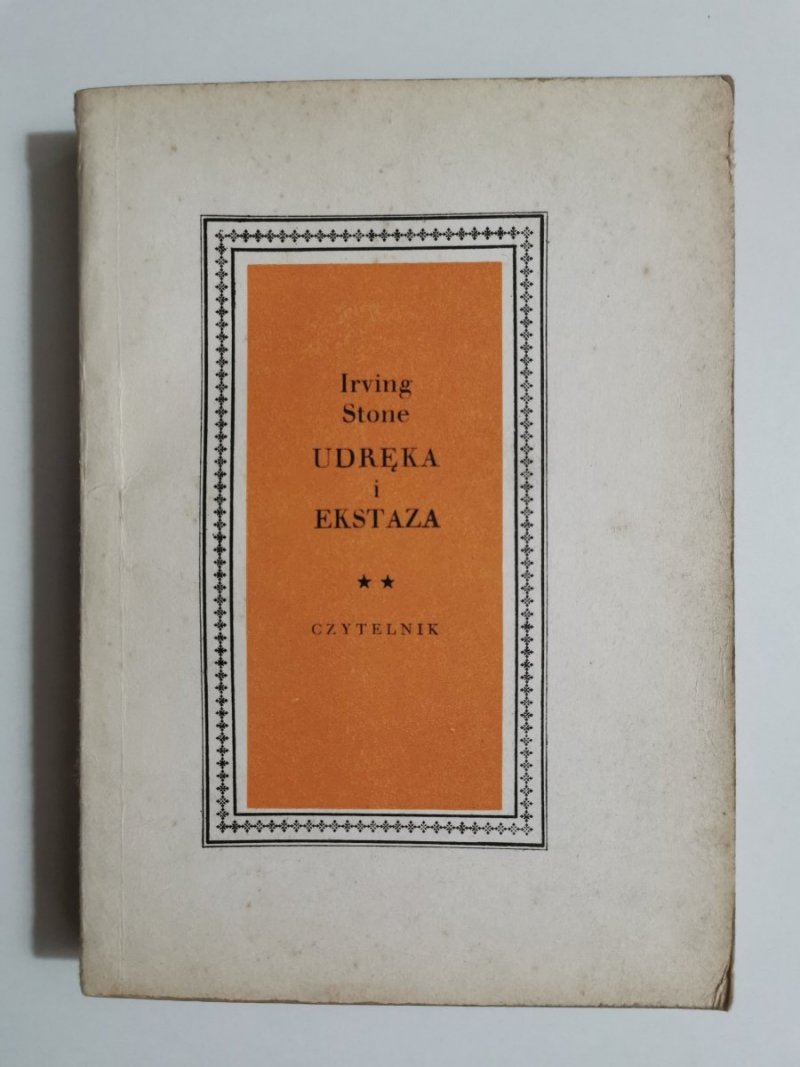 Irving
Stone
UDRĘKA
i
EKSTAZA
★ ★
CZYTELNIK